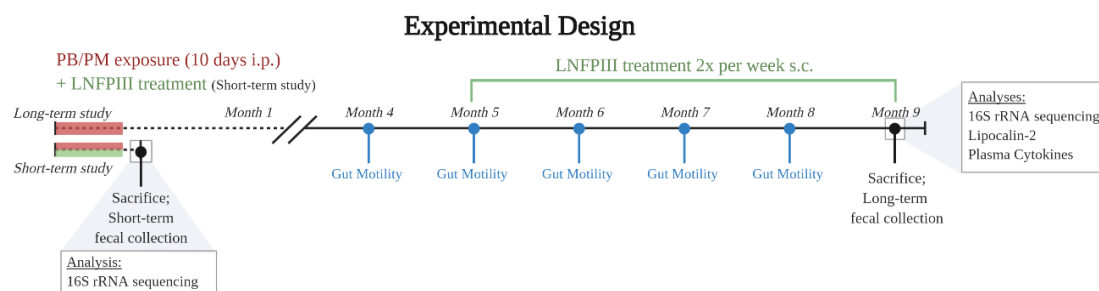 Experimental Design
PB/PM exposure (10 days i.p.)
+ LNFPIII treatment (Short-term study)
LNFPIII treatment 2x per week s.c.
Long-term study
Month 1
Month 4
Month 5
Month 6
Month 7
Month 8
Month 9
Short-term study
Gut Motility
Gut Motility
Gut Motility
Gut Motility
Gut Motility
Sacrifice;
Short-term
fecal collection
Analysis:
16S rRNA sequencing
Sacrifice;
Long-term
fecal collection
Analyses:
16S rRNA sequencing
Lipocalin-2
Plasma Cytokines